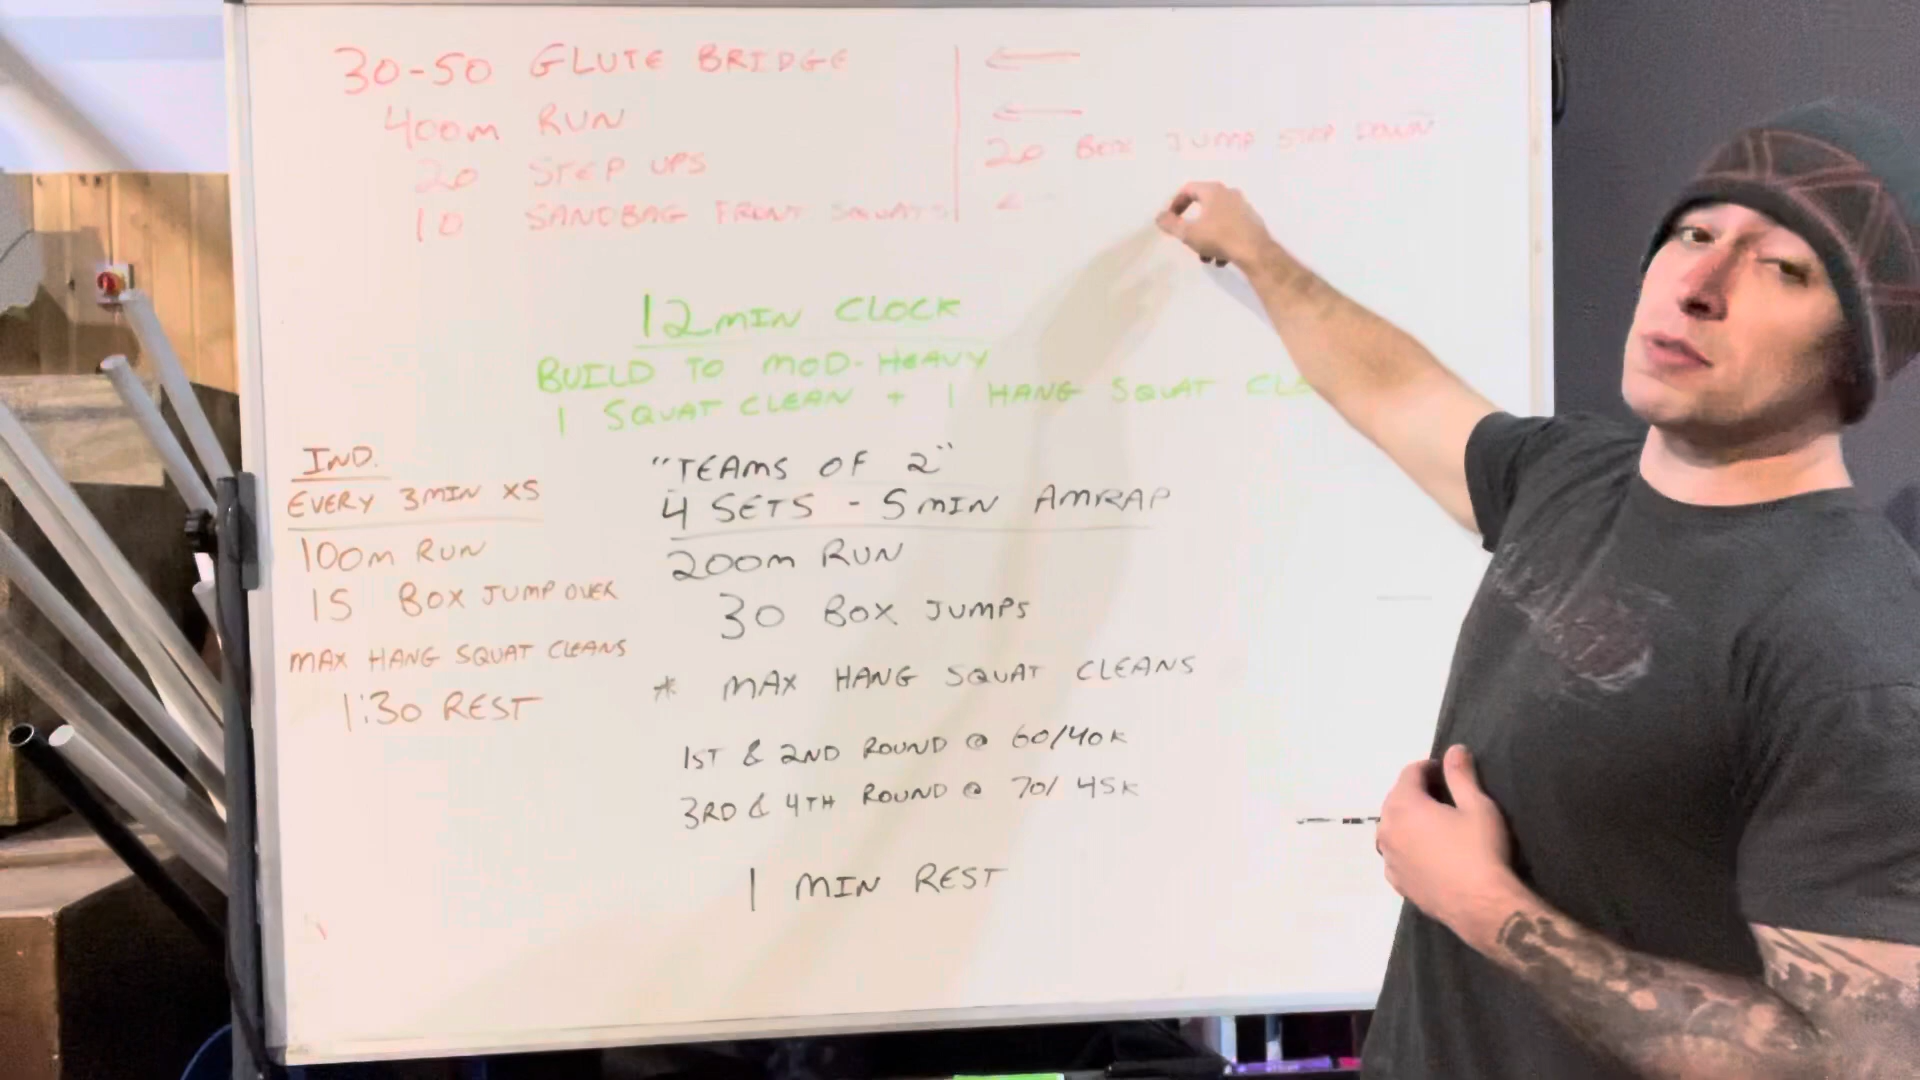 30-50 GLUTE BRIDGE
400m RUN
20 STEP UPS
10 SANDBAG FRONT SQUATS
20 BOX JUMP STEP DOWN
12 MIN CLOCK
BUILD TO MOD-HEAVY
1 SQUAT CLEAN + 1 HANG SQUAT CLE
IND.
EVERY 3MIN X5
100m RUN
15 BOX JUMP OVER
MAX HANG SQUAT CLEANS
1:30 REST
"TEAMS OF 2"
4 SETS - 5 MIN AMRAP
200m RUN
30 BOX JUMPS
* MAX HANG SQUAT CLEANS
1ST & 2ND ROUND @ 60/40K
3RD & 4TH ROUND @ 70/45K
1 MIN REST